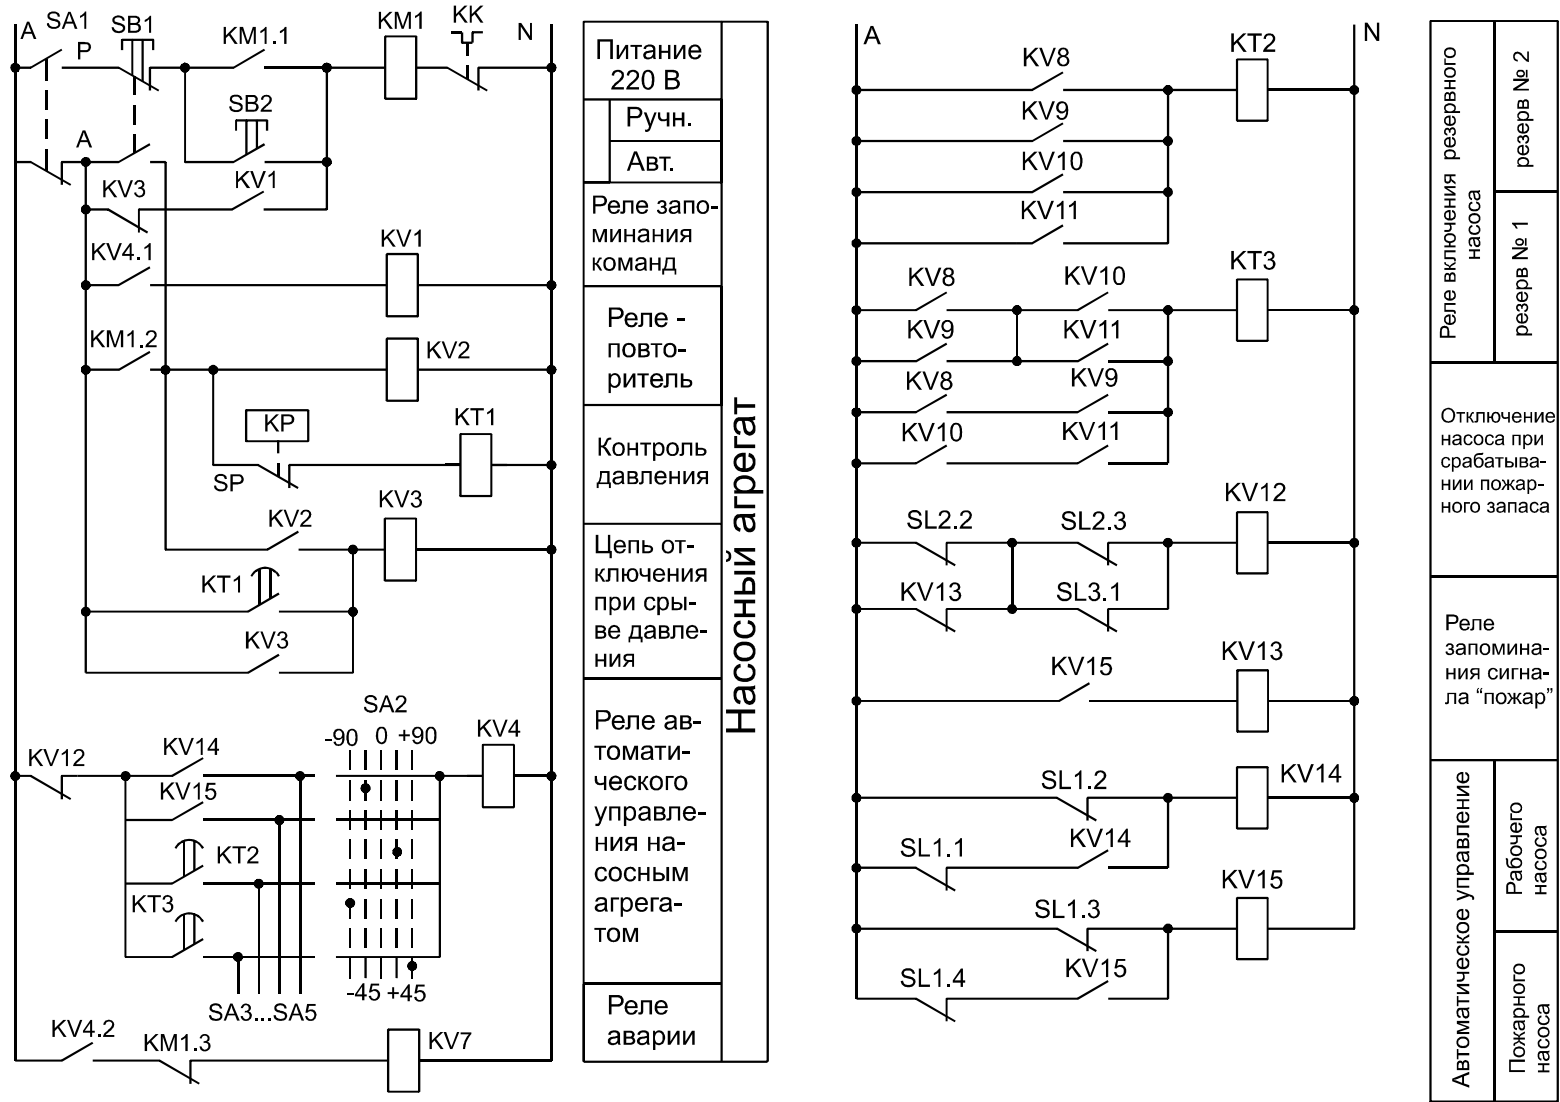 A
SA1
P
SB1
KM1.1
KM1
KK
N
SB2
A
KV3
KV1
KV4.1
KV1
KM1.2
KV2
KP
KT1
SP
KV2
KV3
KT1
KV3
SA2
-90 0 +90
KV4
KV12
KV14
KV15
KT2
KT3
-45 +45
SA3...SA5
KV4.2
KM1.3
KV7
Питание
220 В
Ручн.
Авт.
Реле запо-
минания
команд
Реле -
повто-
ритель
Контроль
давления
Цепь от-
ключения
при сры-
ве давле-
ния
Реле ав-
томати-
ческого
управле-
ния на-
сосным
агрега-
том
Реле
аварии
Насосный агрегат
A
N
KV8
KT2
KV9
KV10
KV11
KV8
KV10
KT3
KV9
KV11
KV8
KV9
KV10
KV11
SL2.2
SL2.3
KV12
KV13
SL3.1
KV15
KV13
SL1.2
KV14
SL1.1
KV14
SL1.3
KV15
SL1.4
KV15
Реле включения резервного
насоса
резерв № 2
резерв № 1
Отключение
насоса при
срабатыва-
нии пожар-
ного запаса
Реле
запомина-
ния сигна-
ла “пожар”
Автоматическое управление
Рабочего
насоса
Пожарного
насоса